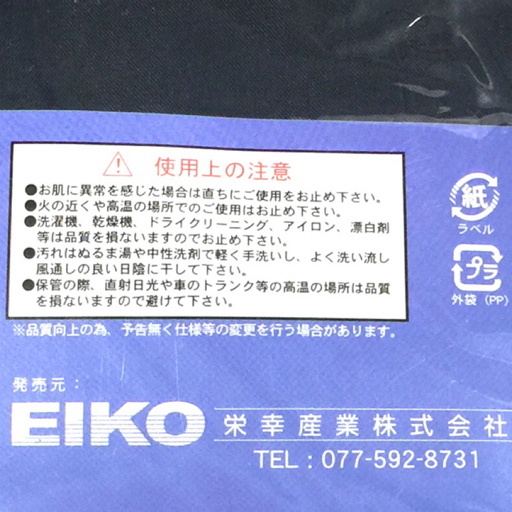 使用上の注意
●お肌に異常を感じた場合は直ちにご使用をお止め下さい。
●火の近くや高温の場所でのご使用はお止め下さい。
●洗濯機、乾燥機、ドライクリーニング、アイロン、漂白剤
等は品質を損ないますのでお止め下さい。
●汚れはぬるま湯や中性洗剤で軽く手洗いし、よく洗い流し
風通しの良い日陰に干して下さい。
●保管の際、直射日光や車のトランク等の高温の場所は品質
を損ないますので避けて下さい。
※品質向上の為、予告無く仕様等の変更を行う場合があります。
紙
ラベル
プラ
外袋 (PP)
発売元：
EIKO 栄幸産業株式会社
TEL : 077-592-8731